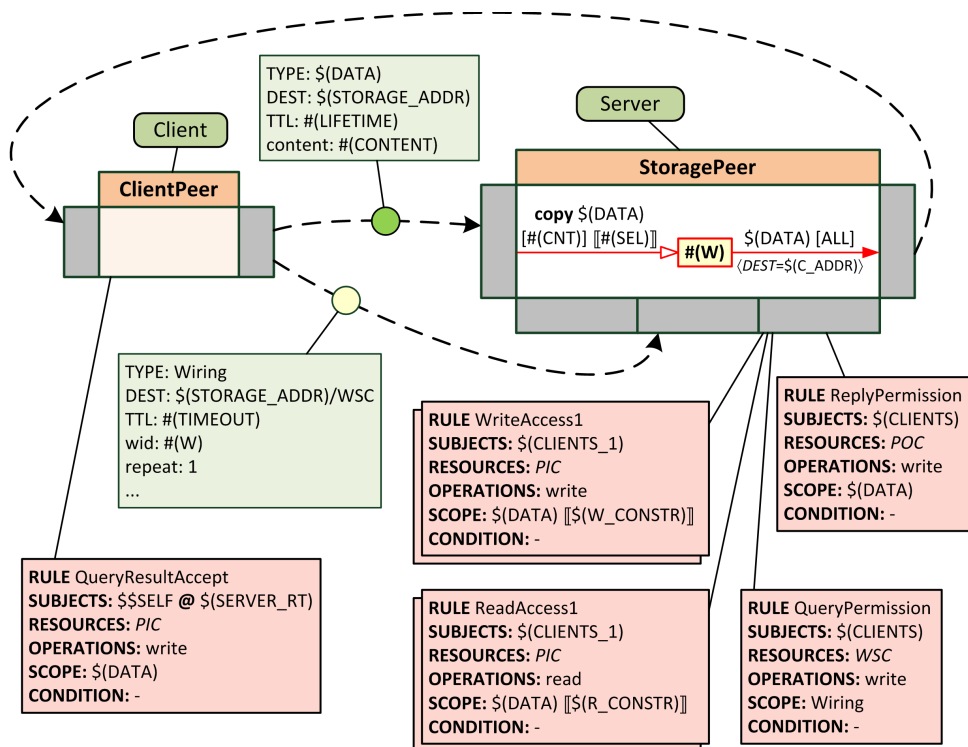 TYPE: $(DATA)
DEST: $(STORAGE_ADDR)
TTL: #(LIFETIME)
content: #(CONTENT)
Client
Server
ClientPeer
StoragePeer
copy $(DATA)
[#(CNT)] ⟦#(SEL)⟧
#(W)
$(DATA) [ALL]
⟨DEST=$(C_ADDR)⟩
TYPE: Wiring
DEST: $(STORAGE_ADDR)/WSC
TTL: #(TIMEOUT)
wid: #(W)
repeat: 1
...
RULE WriteAccess1
SUBJECTS: $(CLIENTS_1)
RESOURCES: PIC
OPERATIONS: write
SCOPE: $(DATA) ⟦$(W_CONSTR)⟧
CONDITION: -
RULE ReplyPermission
SUBJECTS: $(CLIENTS)
RESOURCES: POC
OPERATIONS: write
SCOPE: $(DATA)
CONDITION: -
RULE QueryResultAccept
SUBJECTS: $$SELF @ $(SERVER_RT)
RESOURCES: PIC
OPERATIONS: write
SCOPE: $(DATA)
CONDITION: -
RULE ReadAccess1
SUBJECTS: $(CLIENTS_1)
RESOURCES: PIC
OPERATIONS: read
SCOPE: $(DATA) ⟦$(R_CONSTR)⟧
CONDITION: -
RULE QueryPermission
SUBJECTS: $(CLIENTS)
RESOURCES: WSC
OPERATIONS: write
SCOPE: Wiring
CONDITION: -